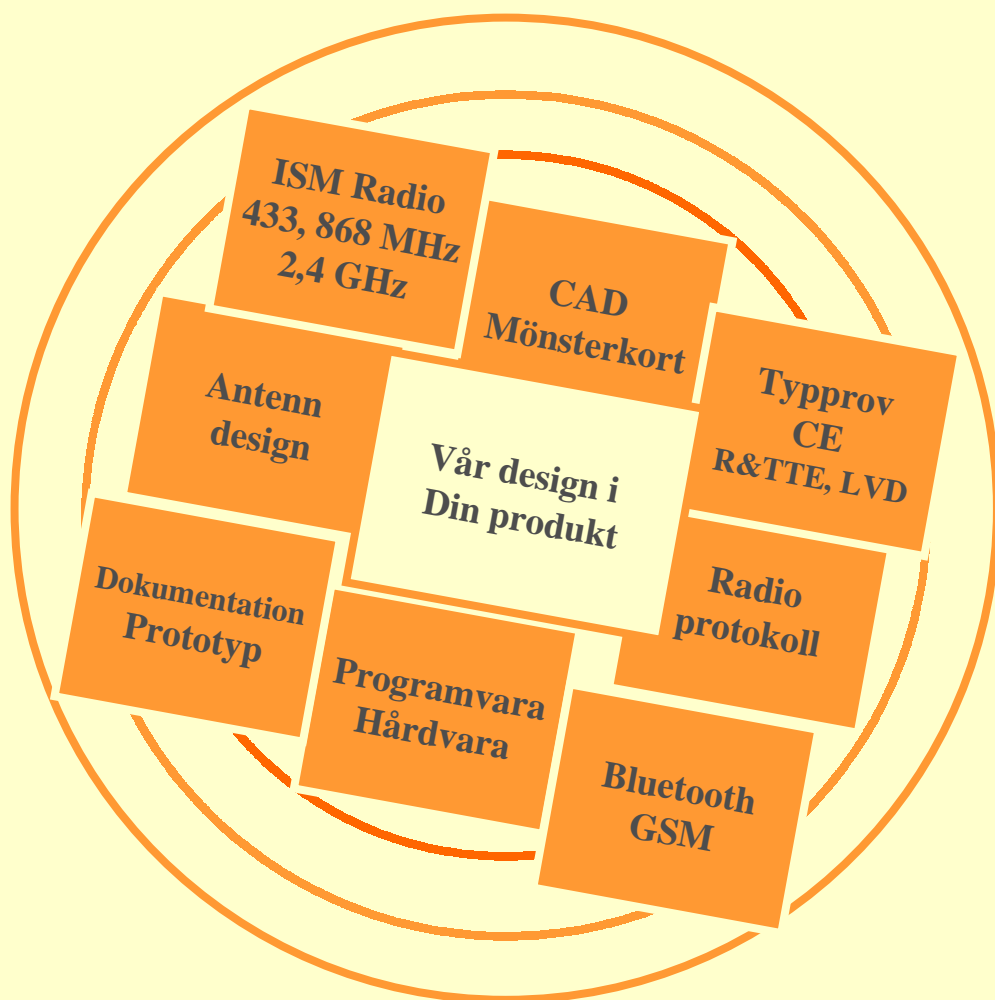 ISM Radio
433, 868 MHz
2,4 GHz
CAD
Mönsterkort
Typprov
CE
R&TTE, LVD
Antenn
design
Vår design i
Din produkt
Radio
protokoll
Dokumentation
Prototyp
Programvara
Hårdvara
Bluetooth
GSM